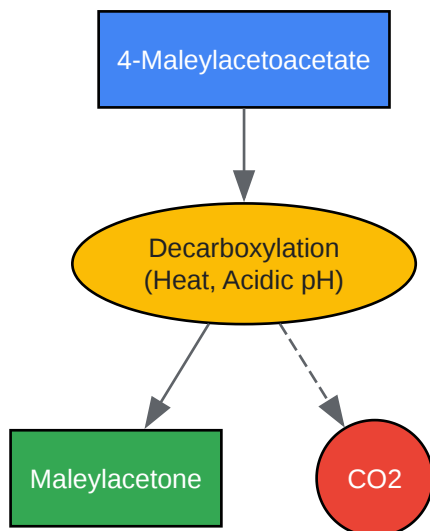 4-Maleylacetoacetate
Decarboxylation
(Heat, Acidic pH)
Maleylacetone
CO2